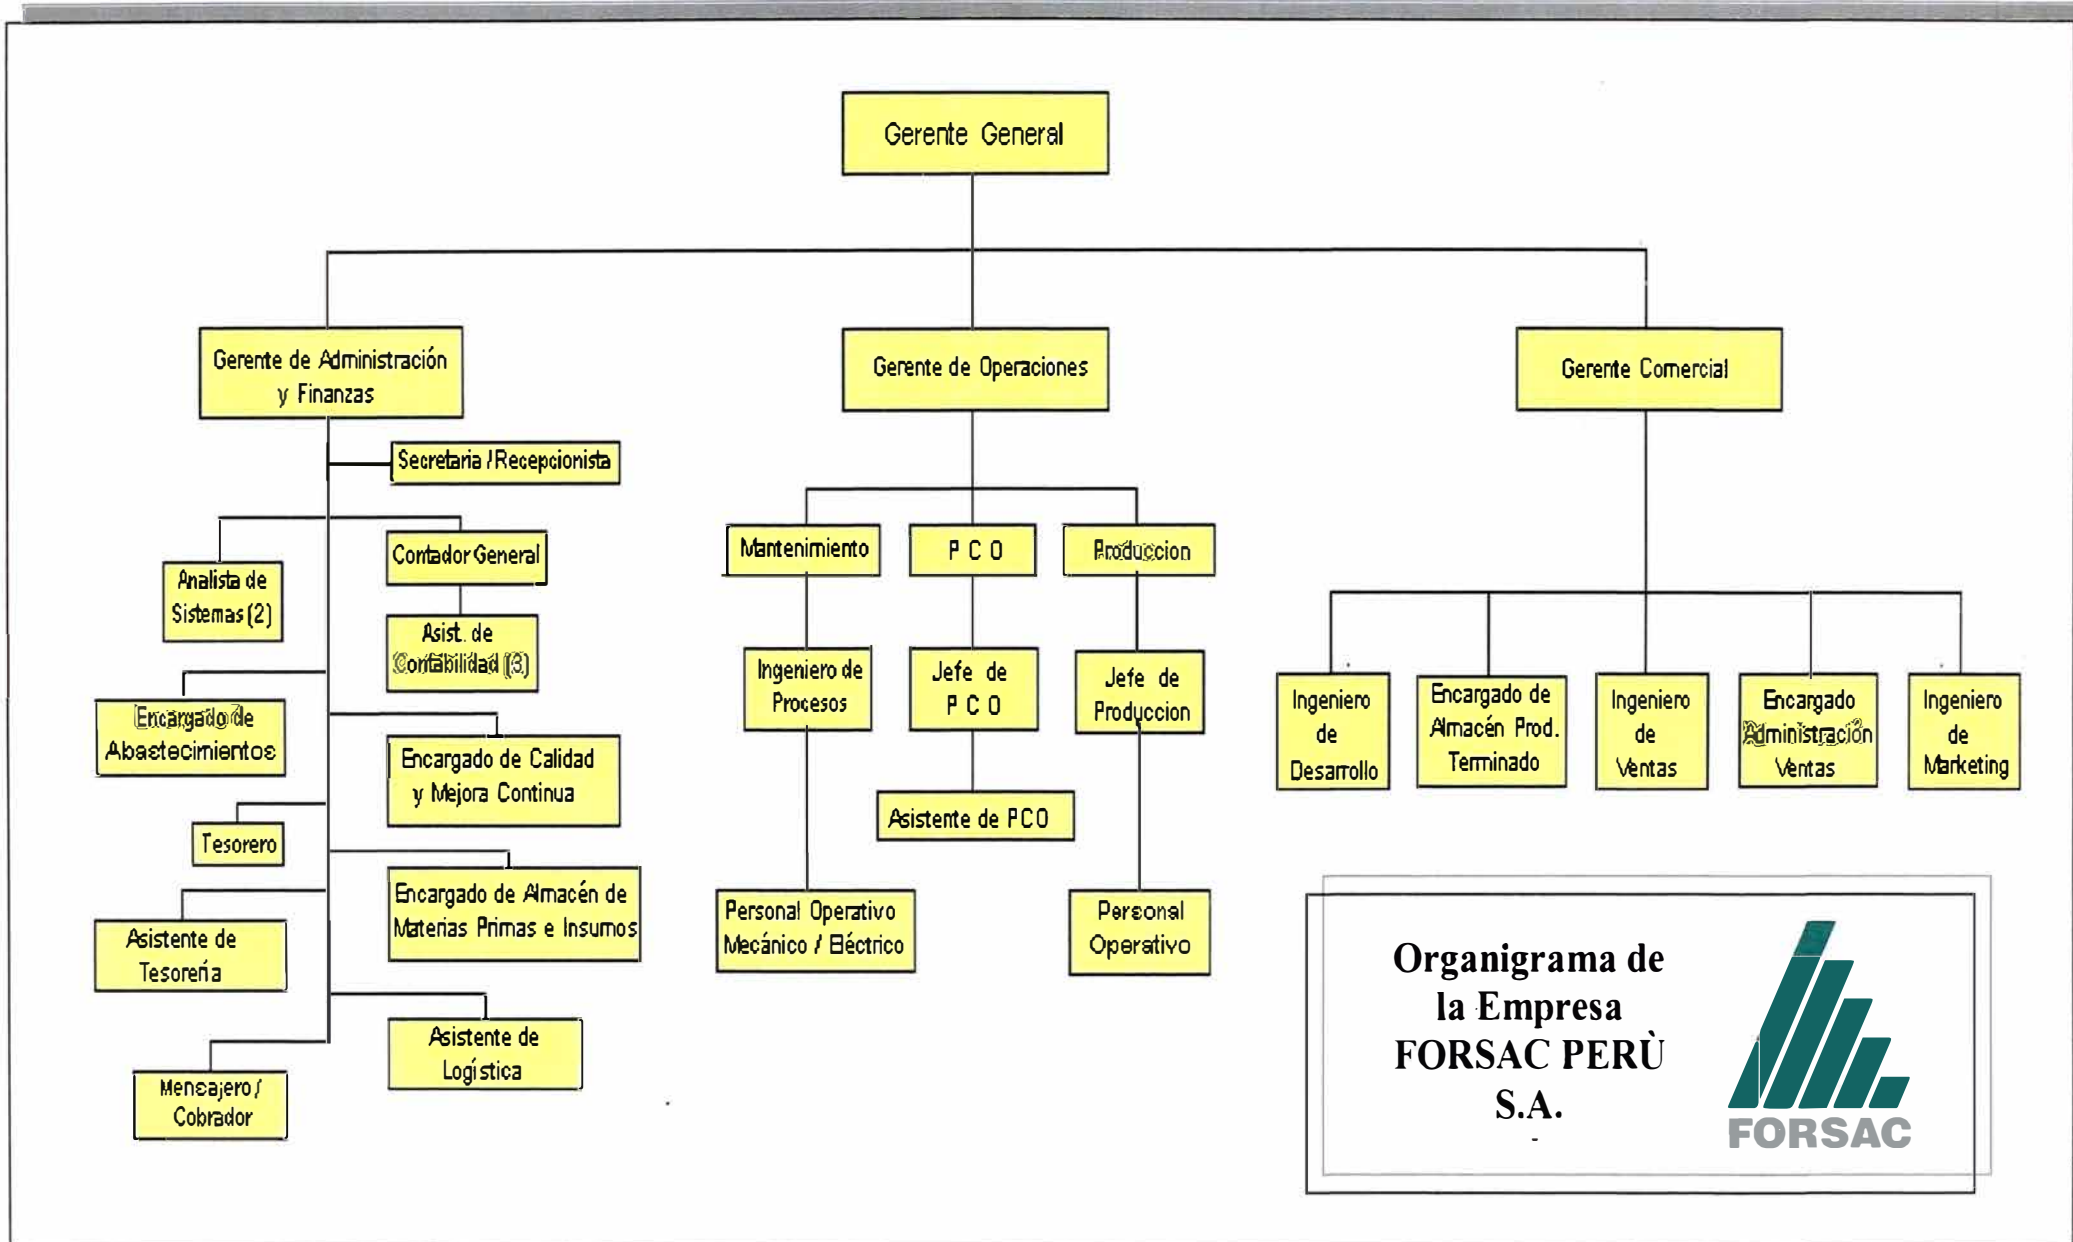 Gerente General
Gerente de Administración
y Finanzas
Gerente de Operaciones
Gerente Comercial
Secretaria / Recepcionista
Contador General
Analista de
Sistemas (2)
Asist. de
Contabilidad (3)
Encargado de
Abastecimientos
Encargado de Calidad
y Mejora Continua
Tesorero
Encargado de Almacén de
Materias Primas e Insumos
Asistente de
Tesorería
Asistente de
Logística
Mensajero /
Cobrador
Mantenimiento
P C O
Produccion
Ingeniero de
Procesos
Jefe de
P C O
Jefe de
Produccion
Asistente de PCO
Personal Operativo
Mecánico / Eléctrico
Personal
Operativo
Ingeniero
de
Desarrollo
Encargado de
Almacén Prod.
Terminado
Ingeniero
de
Ventas
Encargado
Administración
Ventas
Ingeniero
de
Marketing
Organigrama de
la Empresa
FORSAC PERÙ
S.A.
FORSAC